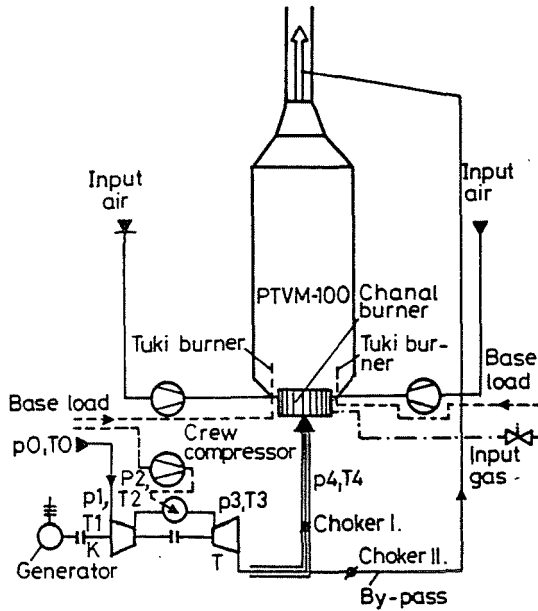 Input
air
Input
air
PTVM-100
Chanal
burner
Tuki burner
Tuki bur-
ner
Base
load
Base load
p0,T0
Crew
compressor
Input
gas
p1,
T1
P2,
T2
p3,T3
p4,T4
K
T
Generator
Choker I.
Choker II.
By-pass